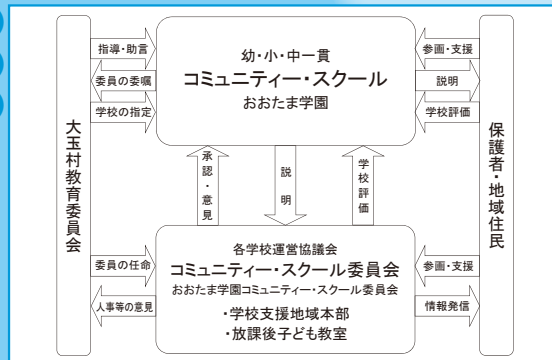 大玉村教育委員会
指導・助言
委員の委嘱
学校の指定
幼・小・中一貫
コミュニティー・スクール
おおたま学園
参画・支援
説明
学校評価
保護者・地域住民
承認・意見
説明
学校評価
委員の任命
人事等の意見
各学校運営協議会
コミュニティー・スクール委員会
おおたま学園コミュニティー・スクール委員会
・学校支援地域本部
・放課後子ども教室
参画・支援
情報発信